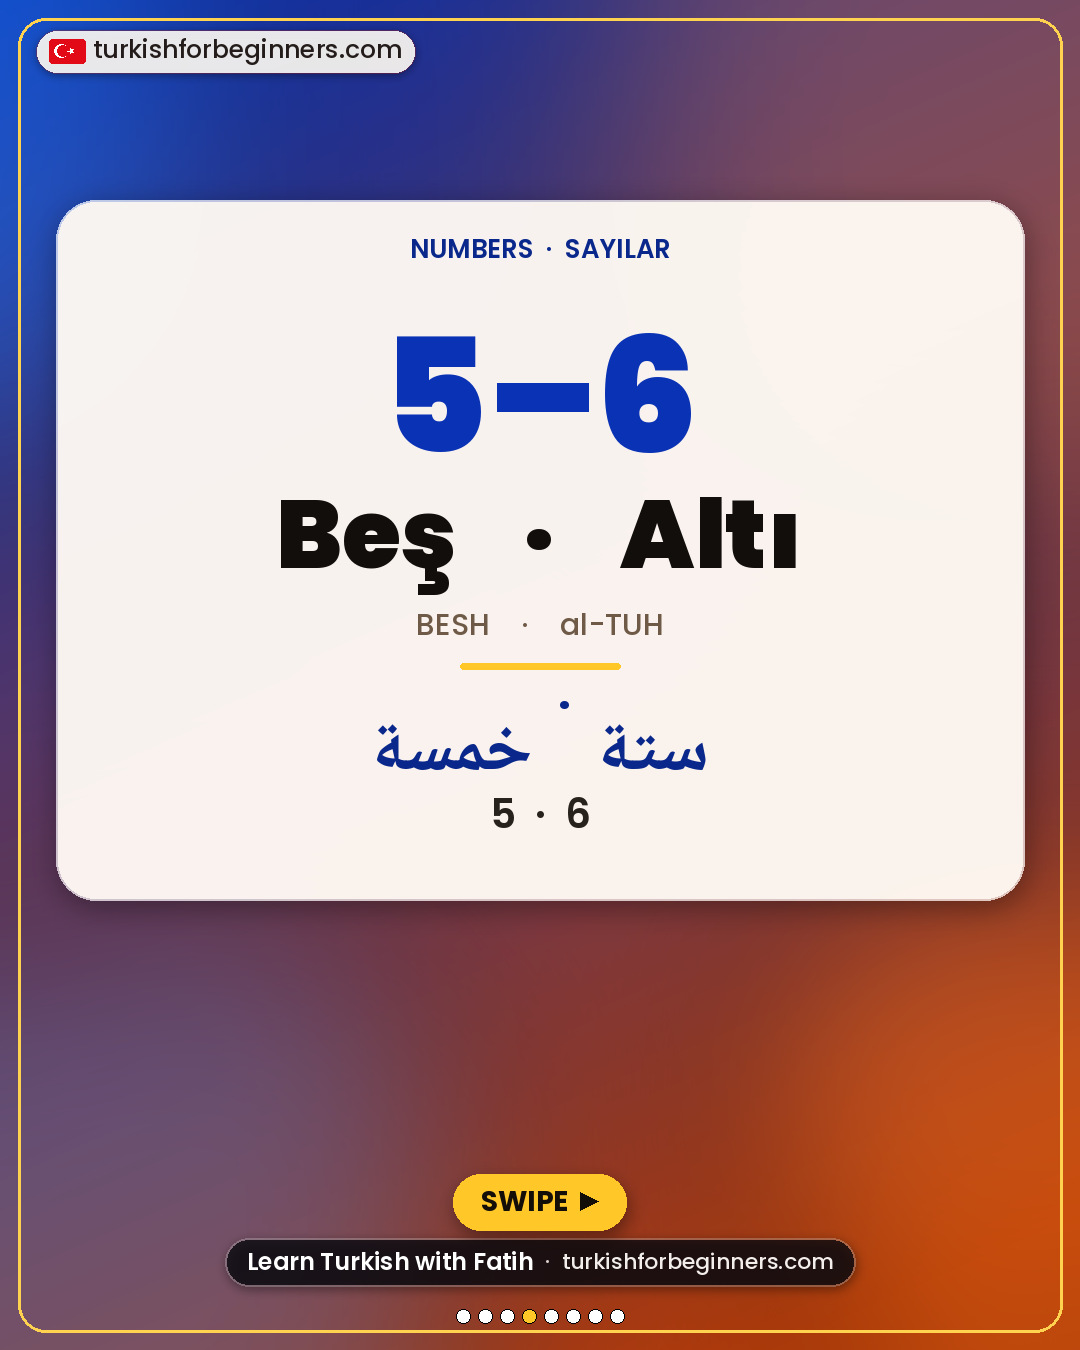 turkishforbeginners.com
NUMBERS · SAYILAR
5–6
Beş · Altı
BESH · al-TUH
ستة · خمسة
5 · 6
SWIPE ▶
Learn Turkish with Fatih · turkishforbeginners.com